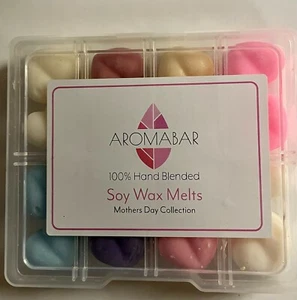 AROMABAR
100% Hand Blended
Soy Wax Melts
Mothers Day Collection